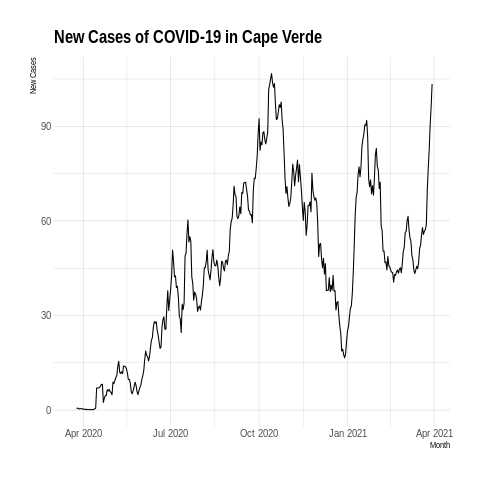 New Cases of COVID-19 in Cape Verde
New Cases
90
60
30
0
Apr 2020 Jul 2020 Oct 2020 Jan 2021 Apr 2021
Month